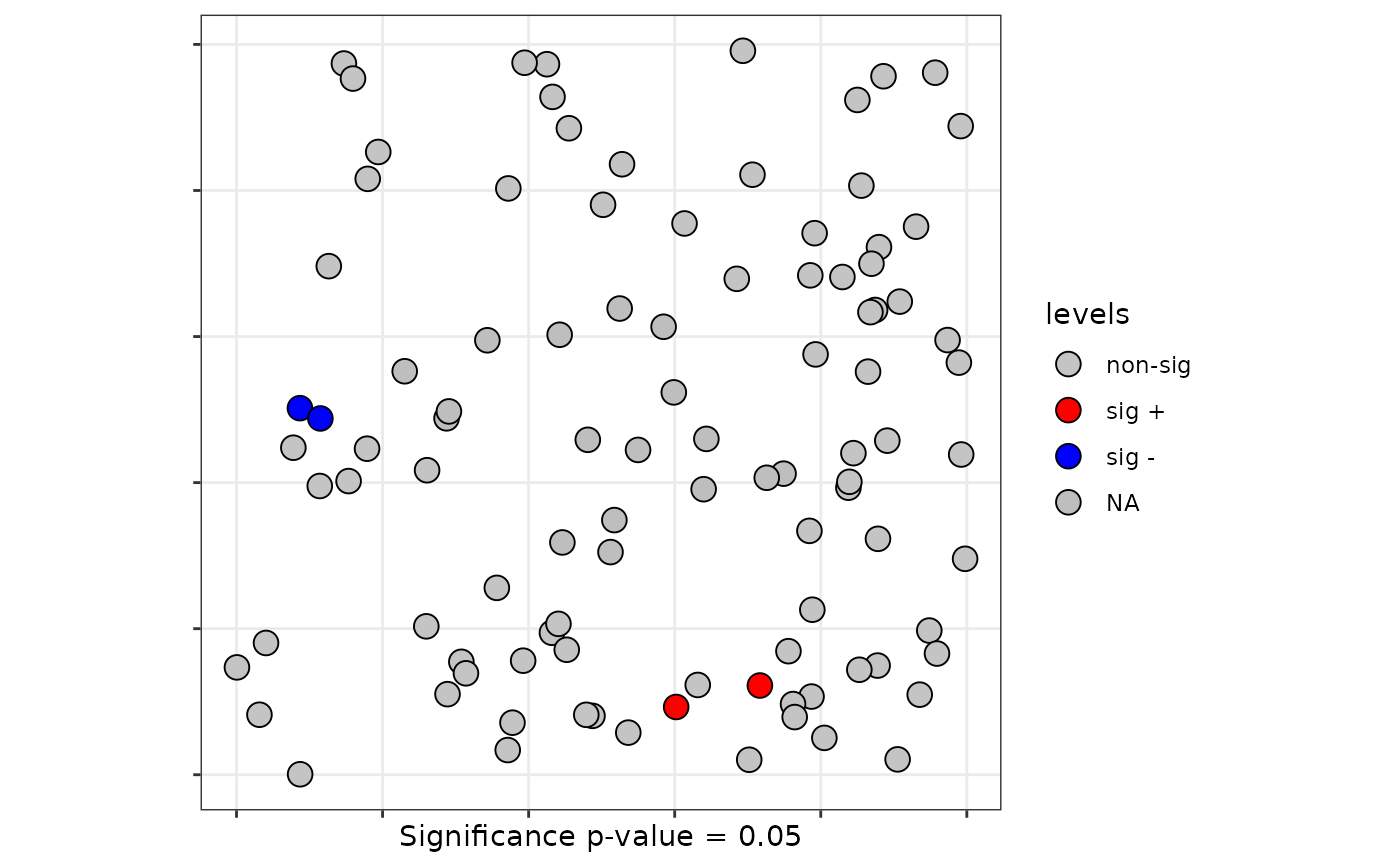 levels
non-sig
sig +
sig -
NA
Significance p-value = 0.05